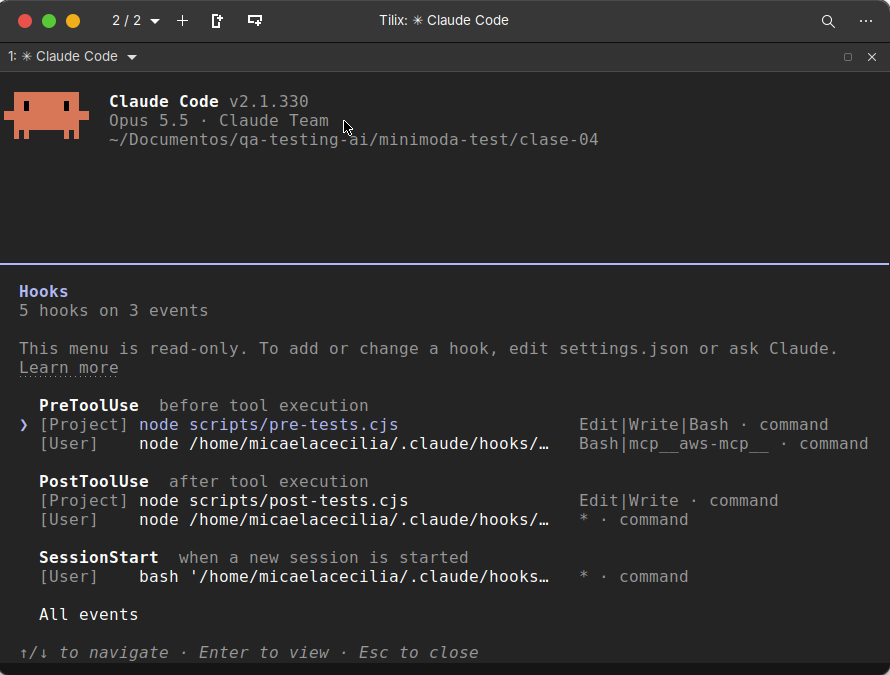 2 / 2
Tilix: ✳ Claude Code
1: ✳ Claude Code
Claude Code v2.1.330
Opus 5.5 · Claude Team
~/Documentos/qa-testing-ai/minimoda-test/clase-04
Hooks
5 hooks on 3 events
This menu is read-only. To add or change a hook, edit settings.json or ask Claude.
Learn more
PreToolUse before tool execution
❯ [Project] node scripts/pre-tests.cjs Edit|Write|Bash · command
[User] node /home/micaelacecilia/.claude/hooks/… Bash|mcp__aws-mcp__ · command
PostToolUse after tool execution
[Project] node scripts/post-tests.cjs Edit|Write · command
[User] node /home/micaelacecilia/.claude/hooks/… * · command
SessionStart when a new session is started
[User] bash '/home/micaelacecilia/.claude/hooks… * · command
All events
↑/↓ to navigate · Enter to view · Esc to close